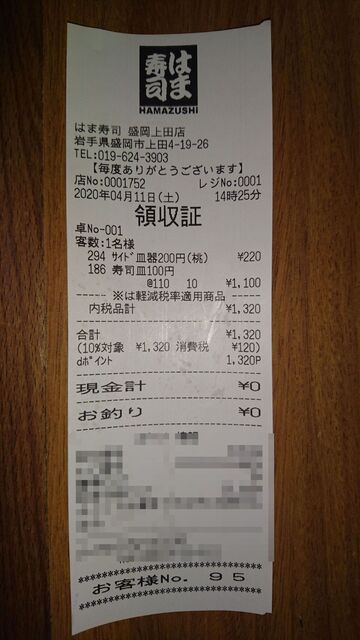 はま寿司
HAMAZUSHI
はま寿司 盛岡上田店
岩手県盛岡市上田4-19-26
TEL:019-624-3903
【毎度ありがとうございます】
店No:0001752 レジNo:0001
2020年04月11日(土) 14時25分
領収証
卓No-001
客数:1名様
294 ｻｲﾄﾞ皿器200円(桃) ¥220
186 寿司皿100円
@110 10 ¥1,100
※は軽減税率適用商品
内税品計 ¥1,320
合計 ¥1,320
(10%対象 ¥1,320 消費税 ¥120)
dﾎﾟｲﾝﾄ 1,320P
現金計 ¥0
お釣り ¥0
********************************
お客様No. 95
********************************